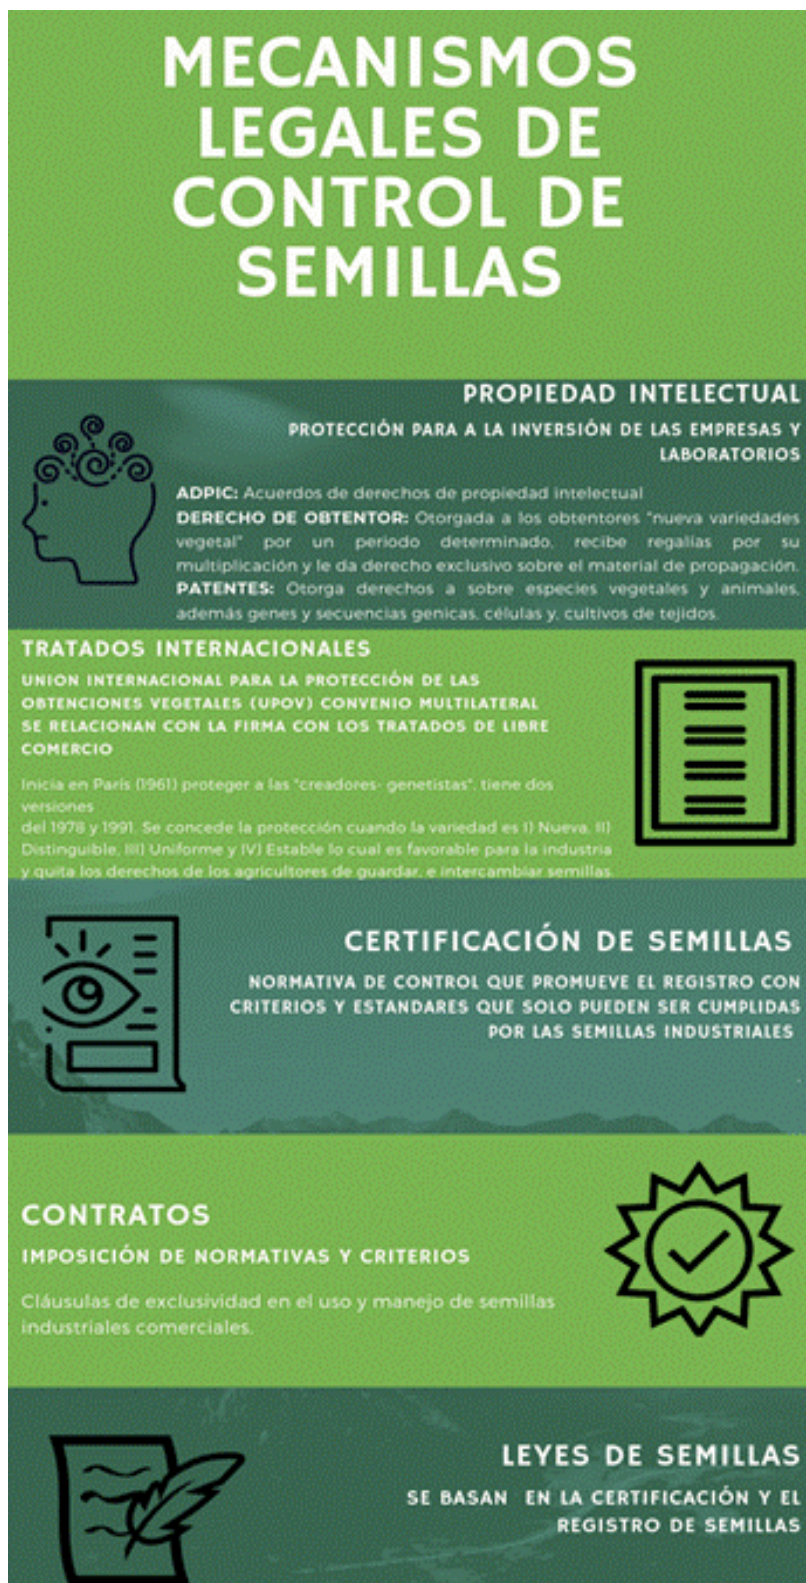 MECANISMOS
LEGALES DE
CONTROL DE
SEMILLAS
PROPIEDAD INTELECTUAL
PROTECCIÓN PARA A LA INVERSIÓN DE LAS EMPRESAS Y
LABORATORIOS
ADPIC: Acuerdos de derechos de propiedad intelectual
DERECHO DE OBTENTOR: Otorgada a los obtentores "nueva variedades
vegetal" por un periodo determinado, recibe regalías por su
multiplicación y le da derecho exclusivo sobre el material de propagación.
PATENTES: Otorga derechos a sobre especies vegetales y animales,
además genes y secuencias genicas, células y, cultivos de tejidos.
TRATADOS INTERNACIONALES
UNION INTERNACIONAL PARA LA PROTECCIÓN DE LAS
OBTENCIONES VEGETALES (UPOV) CONVENIO MULTILATERAL
SE RELACIONAN CON LA FIRMA CON LOS TRATADOS DE LIBRE
COMERCIO
Inicia en París (1961) proteger a las "creadores- genetistas", tiene dos
versiones
del 1978 y 1991. Se concede la protección cuando la variedad es I) Nueva, II)
Distinguible, III) Uniforme y IV) Estable lo cual es favorable para la industria
y quita los derechos de los agricultores de guardar, e intercambiar semillas.
CERTIFICACIÓN DE SEMILLAS
NORMATIVA DE CONTROL QUE PROMUEVE EL REGISTRO CON
CRITERIOS Y ESTANDARES QUE SOLO PUEDEN SER CUMPLIDAS
POR LAS SEMILLAS INDUSTRIALES
CONTRATOS
IMPOSICIÓN DE NORMATIVAS Y CRITERIOS
Cláusulas de exclusividad en el uso y manejo de semillas
industriales comerciales.
LEYES DE SEMILLAS
SE BASAN EN LA CERTIFICACIÓN Y EL
REGISTRO DE SEMILLAS